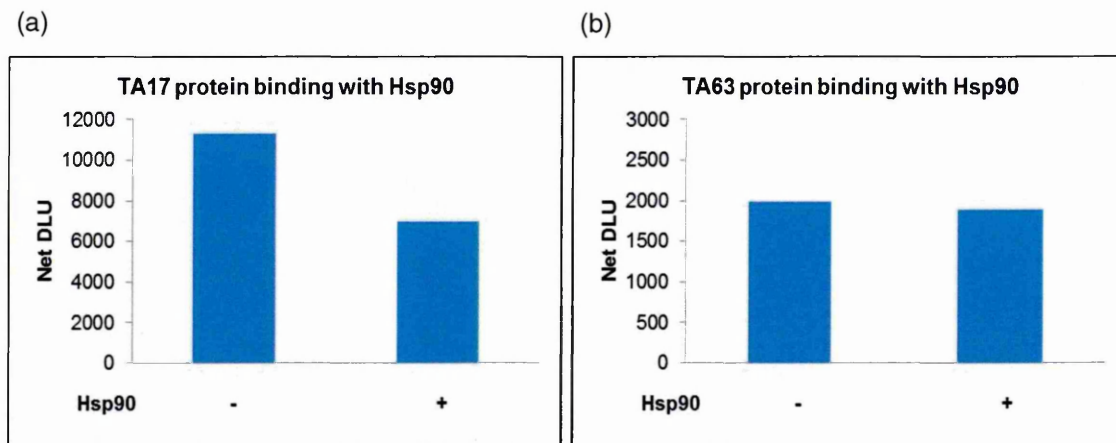 (a)
TA17 protein binding with Hsp90
12000
10000
8000
6000
4000
2000
0
Net DLU
Hsp90 - +
(b)
TA63 protein binding with Hsp90
3000
2500
2000
1500
1000
500
0
Net DLU
Hsp90 - +